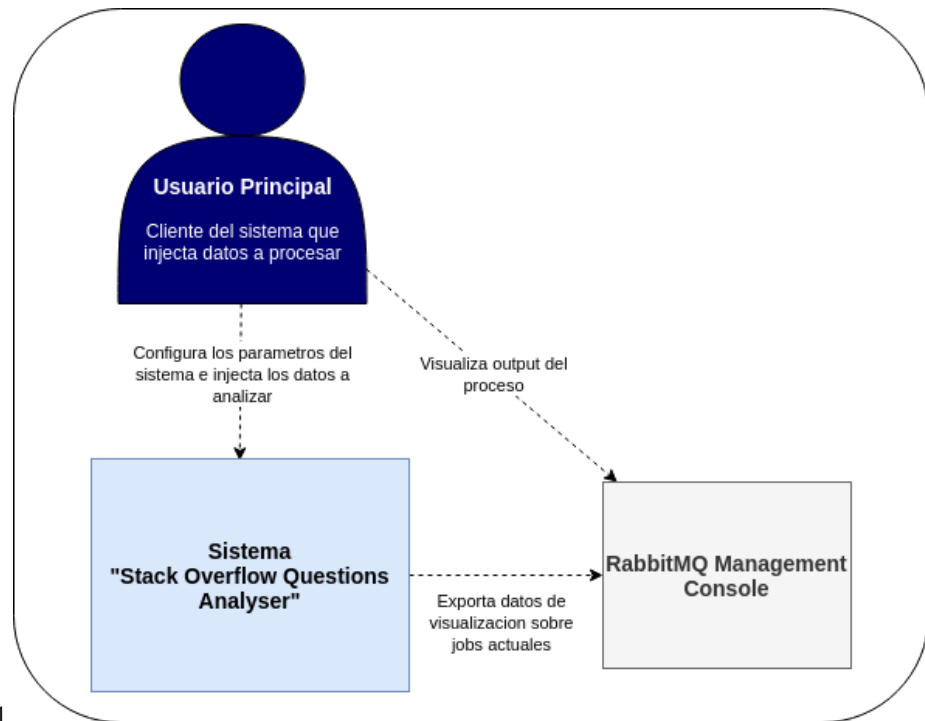 Usuario Principal
Cliente del sistema que
injecta datos a procesar
Configura los parametros del
sistema e injecta los datos a
analizar
Visualiza output del
proceso
Sistema
"Stack Overflow Questions
Analyser"
RabbitMQ Management
Console
Exporta datos de
visualizacion sobre
jobs actuales